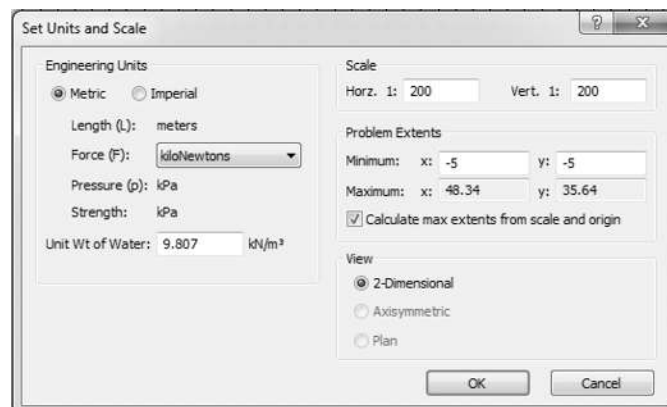 Set Units and Scale
Engineering Units
Metric Imperial
Length (L): meters
Force (F): kiloNewtons
Pressure (p): kPa
Strength: kPa
Unit Wt of Water: 9.807 kN/m³
Scale
Horz. 1: 200 Vert. 1: 200
Problem Extents
Minimum: x: -5 y: -5
Maximum: x: 48.34 y: 35.64
Calculate max extents from scale and origin
View
2-Dimensional
Axisymmetric
Plan
OK Cancel